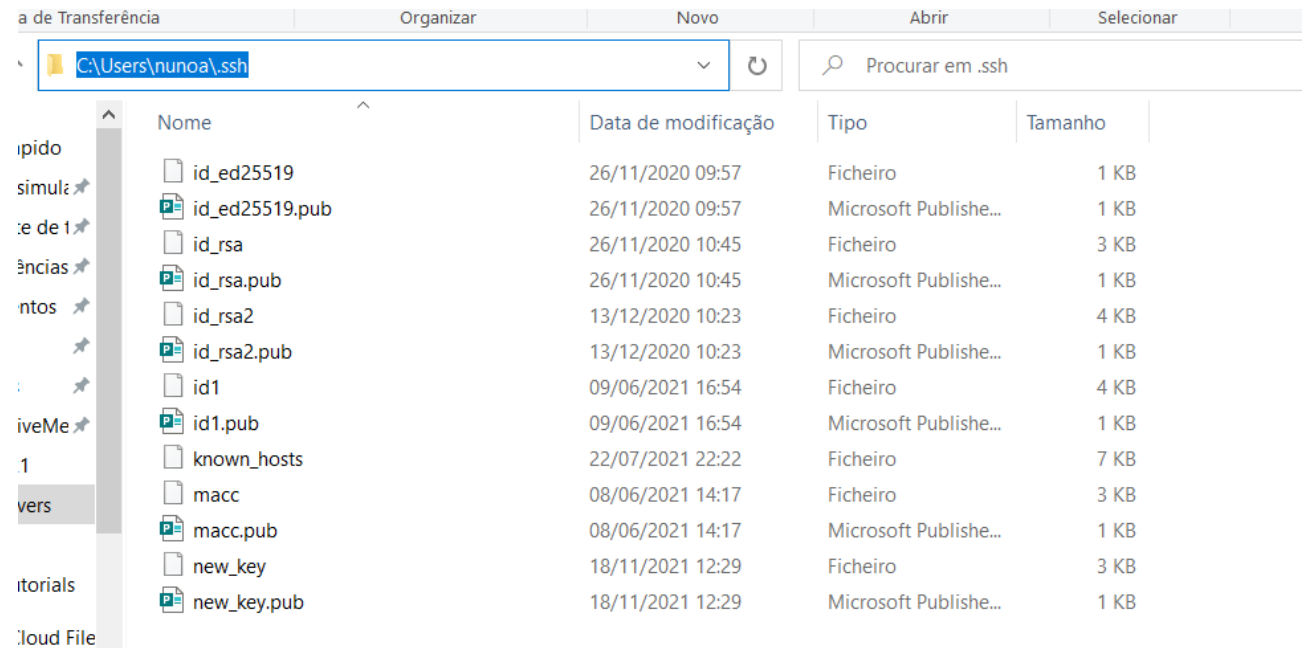 a de Transferência Organizar Novo Abrir Selecionar
C:\Users\nunoa\.ssh Procurar em .ssh
Nome Data de modificação Tipo Tamanho
pido
id_ed25519 26/11/2020 09:57 Ficheiro 1 KB
simula
id_ed25519.pub 26/11/2020 09:57 Microsoft Publishe... 1 KB
te de t
id_rsa 26/11/2020 10:45 Ficheiro 3 KB
ências
id_rsa.pub 26/11/2020 10:45 Microsoft Publishe... 1 KB
ntos
id_rsa2 13/12/2020 10:23 Ficheiro 4 KB
id_rsa2.pub 13/12/2020 10:23 Microsoft Publishe... 1 KB
s
id1 09/06/2021 16:54 Ficheiro 4 KB
iveMe
id1.pub 09/06/2021 16:54 Microsoft Publishe... 1 KB
.1
known_hosts 22/07/2021 22:22 Ficheiro 7 KB
vers
macc 08/06/2021 14:17 Ficheiro 3 KB
macc.pub 08/06/2021 14:17 Microsoft Publishe... 1 KB
new_key 18/11/2021 12:29 Ficheiro 3 KB
utorials
new_key.pub 18/11/2021 12:29 Microsoft Publishe... 1 KB
Cloud File